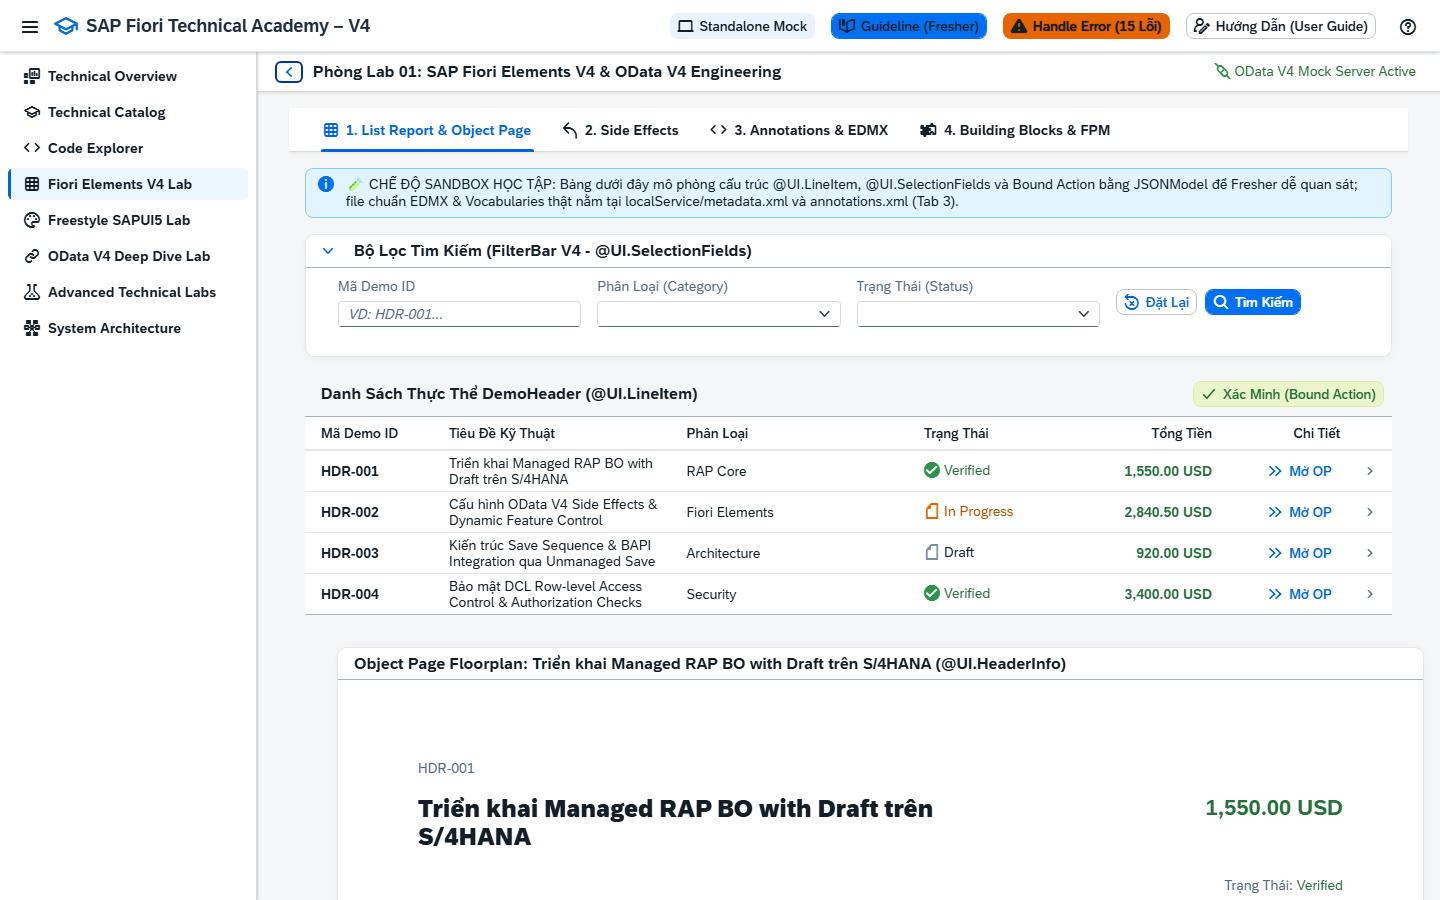 SAP Fiori Technical Academy – V4
Standalone Mock
Guideline (Fresher)
Handle Error (15 Lỗi)
Hướng Dẫn (User Guide)
Technical Overview
Technical Catalog
Code Explorer
Fiori Elements V4 Lab
Freestyle SAPUI5 Lab
OData V4 Deep Dive Lab
Advanced Technical Labs
System Architecture
Phòng Lab 01: SAP Fiori Elements V4 & OData V4 Engineering
OData V4 Mock Server Active
1. List Report & Object Page
2. Side Effects
3. Annotations & EDMX
4. Building Blocks & FPM
CHẾ ĐỘ SANDBOX HỌC TẬP: Bảng dưới đây mô phỏng cấu trúc @UI.LineItem, @UI.SelectionFields và Bound Action bằng JSONModel để Fresher dễ quan sát;
file chuẩn EDMX & Vocabularies thật nằm tại localService/metadata.xml và annotations.xml (Tab 3).
Bộ Lọc Tìm Kiếm (FilterBar V4 - @UI.SelectionFields)
Mã Demo ID
Phân Loại (Category)
Trạng Thái (Status)
VD: HDR-001...
Đặt Lại
Tìm Kiếm
Danh Sách Thực Thể DemoHeader (@UI.LineItem)
Xác Minh (Bound Action)
Mã Demo ID
Tiêu Đề Kỹ Thuật
Phân Loại
Trạng Thái
Tổng Tiền
Chi Tiết
HDR-001
Triển khai Managed RAP BO with
Draft trên S/4HANA
RAP Core
Verified
1,550.00 USD
Mở OP
HDR-002
Cấu hình OData V4 Side Effects &
Dynamic Feature Control
Fiori Elements
In Progress
2,840.50 USD
Mở OP
HDR-003
Kiến trúc Save Sequence & BAPI
Integration qua Unmanaged Save
Architecture
Draft
920.00 USD
Mở OP
HDR-004
Bảo mật DCL Row-level Access
Control & Authorization Checks
Security
Verified
3,400.00 USD
Mở OP
Object Page Floorplan: Triển khai Managed RAP BO with Draft trên S/4HANA (@UI.HeaderInfo)
HDR-001
Triển khai Managed RAP BO with Draft trên
S/4HANA
1,550.00 USD
Trạng Thái: Verified